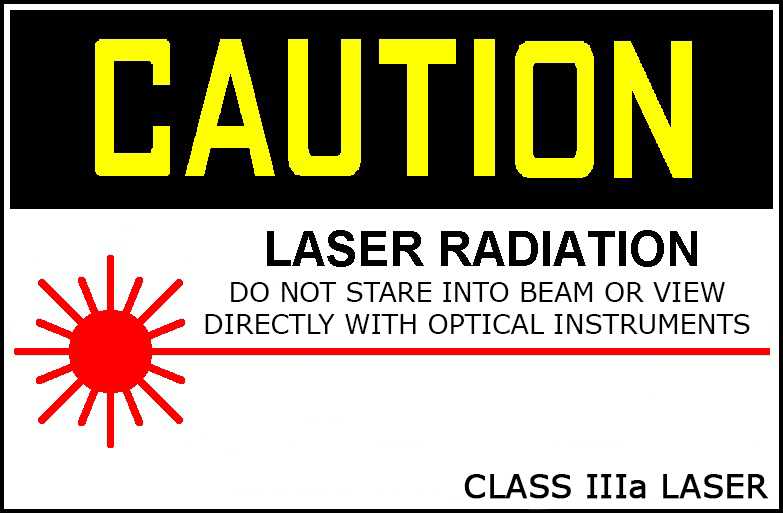 CAUTION
LASER RADIATION
DO NOT STARE INTO BEAM OR VIEW
DIRECTLY WITH OPTICAL INSTRUMENTS
CLASS IIIa LASER